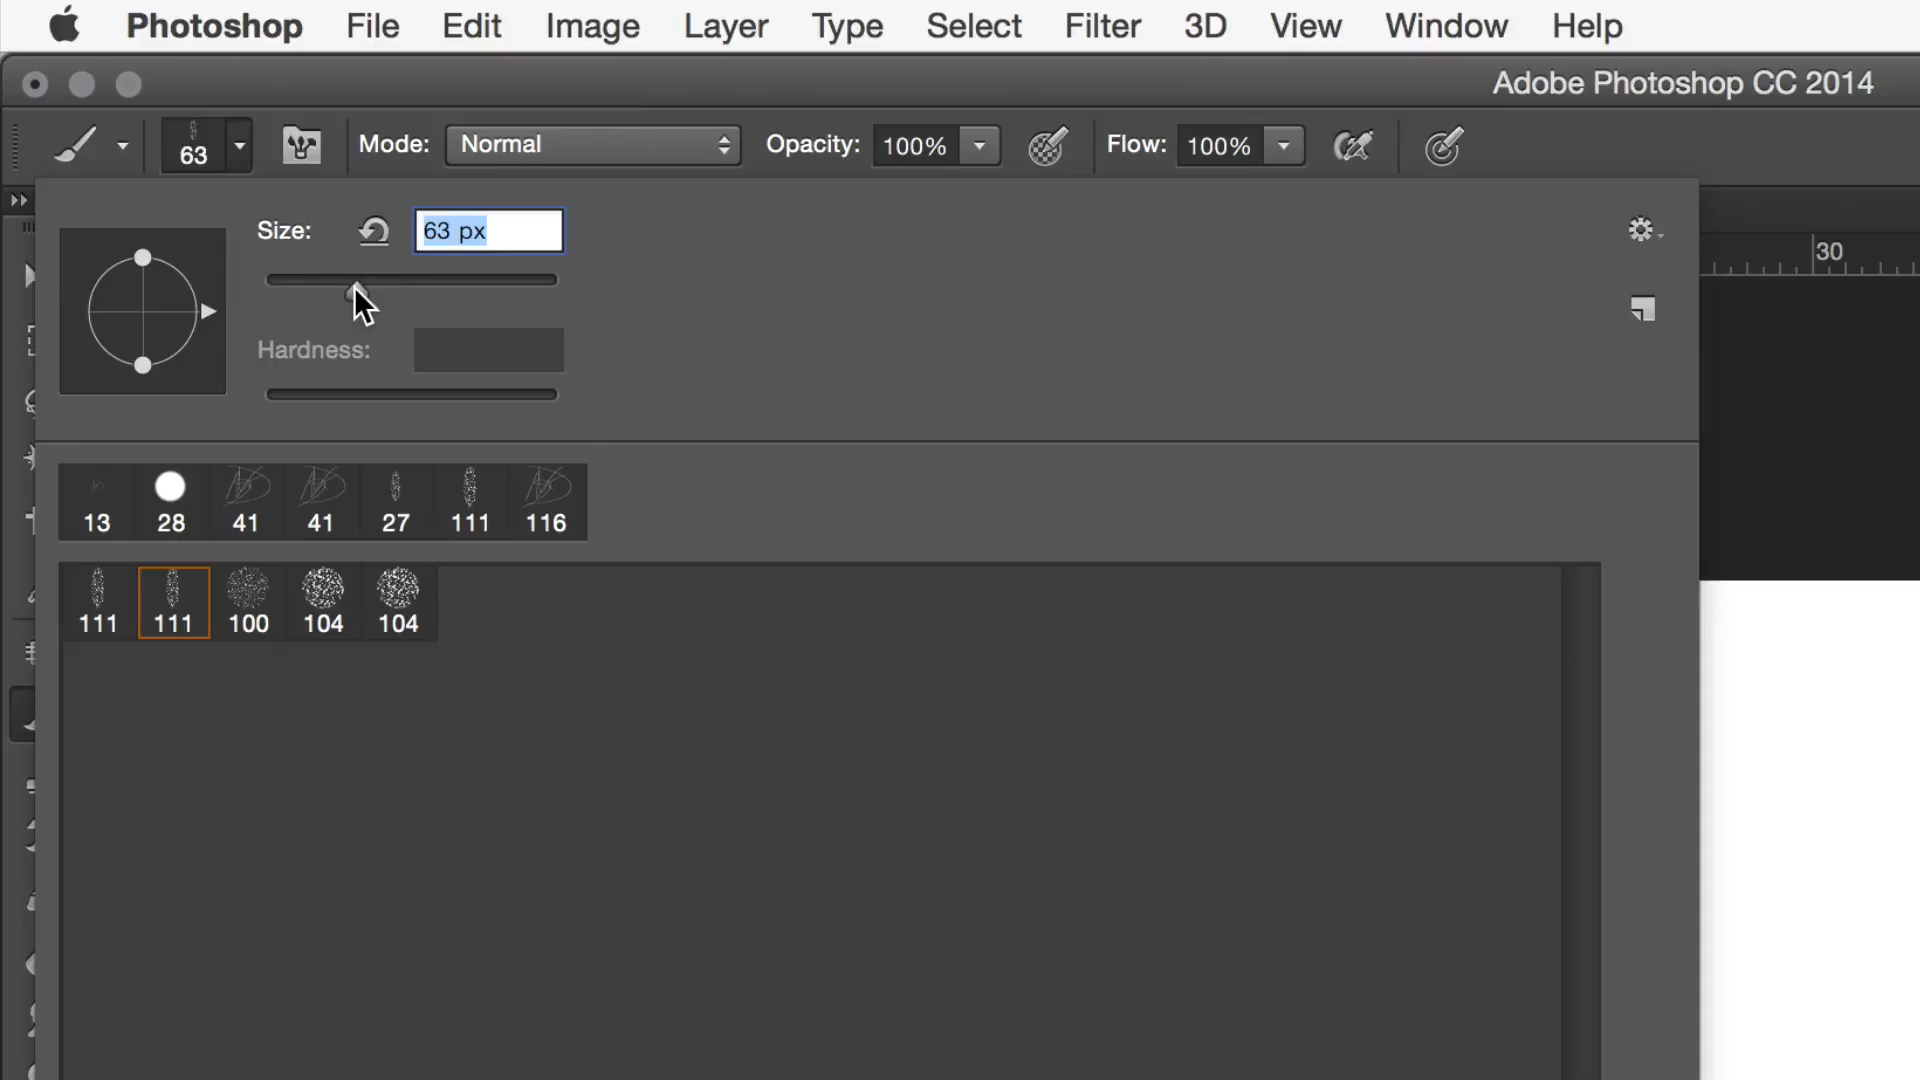 Photoshop File Edit Image Layer Type Select Filter 3D View Window Help
Adobe Photoshop CC 2014
63 Mode: Normal Opacity: 100% Flow: 100%
Size: 63 px
30
Hardness:
13 28 41 41 27 111 116
111 111 100 104 104